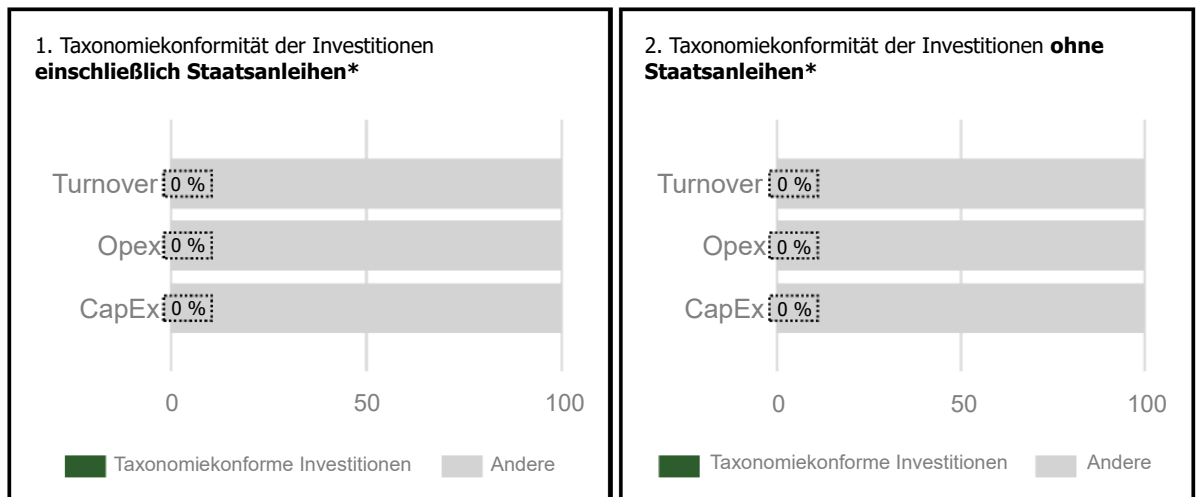 1. Taxonomiekonformität der Investitionen
einschließlich Staatsanleihen*
Turnover 0 %
Opex 0 %
CapEx 0 %
0 50 100
Taxonomiekonforme Investitionen Andere
2. Taxonomiekonformität der Investitionen ohne
Staatsanleihen*
Turnover 0 %
Opex 0 %
CapEx 0 %
0 50 100
Taxonomiekonforme Investitionen Andere